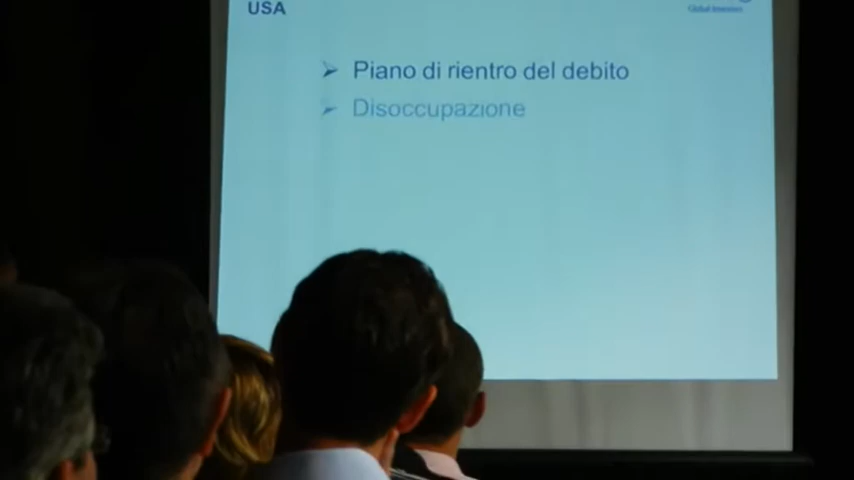 USA
Global Investors
Piano di rientro del debito
Disoccupazione